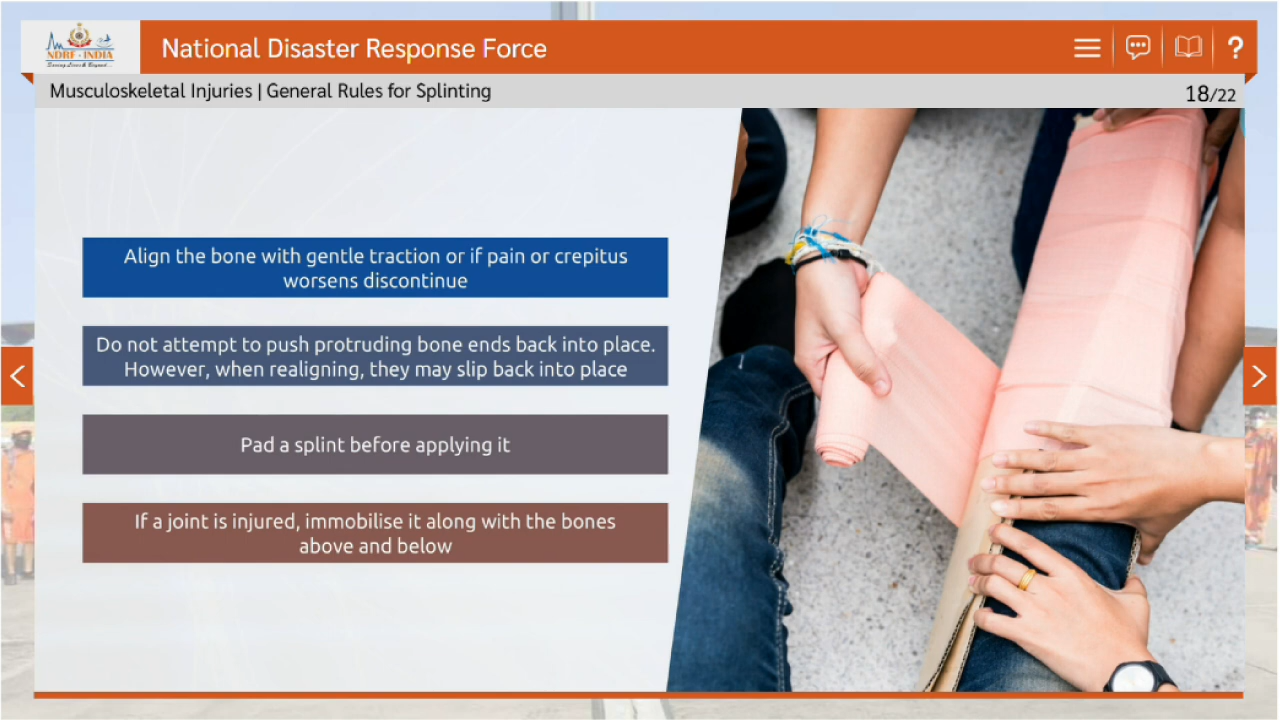 NDRF - INDIA
Saving Lives & Beyond...
National Disaster Response Force
?
Musculoskeletal Injuries | General Rules for Splinting
18/22
Align the bone with gentle traction or if pain or crepitus
worsens discontinue
Do not attempt to push protruding bone ends back into place.
However, when realigning, they may slip back into place
Pad a splint before applying it
If a joint is injured, immobilise it along with the bones
above and below